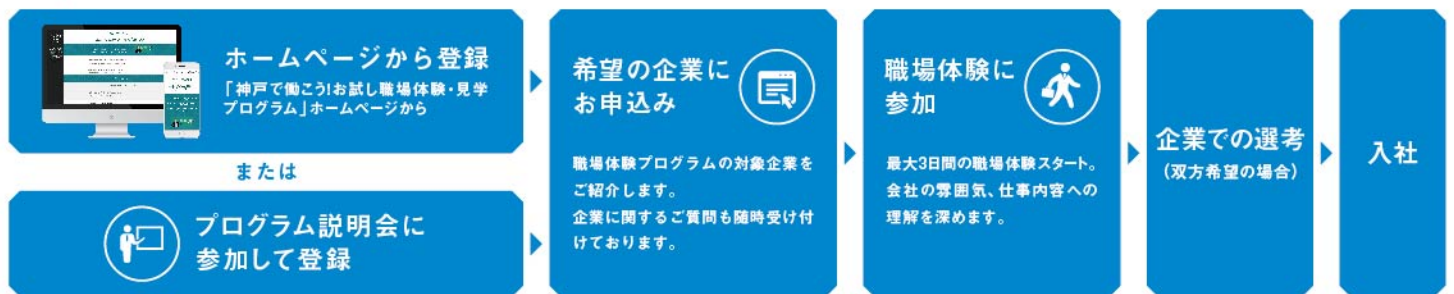 ホームページから登録
「神戸で働こう!お試し職場体験・見学
プログラム」ホームページから
または
プログラム説明会に
参加して登録
希望の企業に
お申込み
職場体験プログラムの対象企業を
ご紹介します。
企業に関するご質問も随時受け付
けております。
職場体験に
参加
最大3日間の職場体験スタート。
会社の雰囲気、仕事内容への
理解を深めます。
企業での選考
(双方希望の場合)
入社